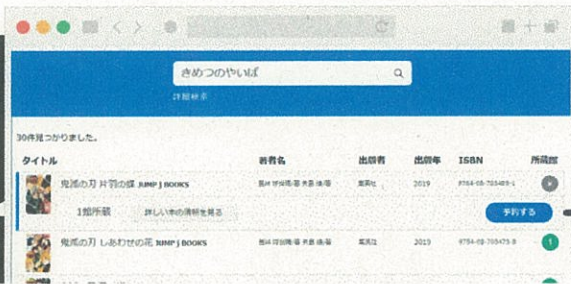 きめつのやいば
詳細検索
30件見つかりました。
タイトル 著者名 出版者 出版年 ISBN 所蔵館
鬼滅の刃 片羽の蝶 JUMP J BOOKS 集英社 2019
1館所蔵 詳しい本の情報を見る 予約する
鬼滅の刃 しあわせの花 JUMP J BOOKS 集英社 2019 1